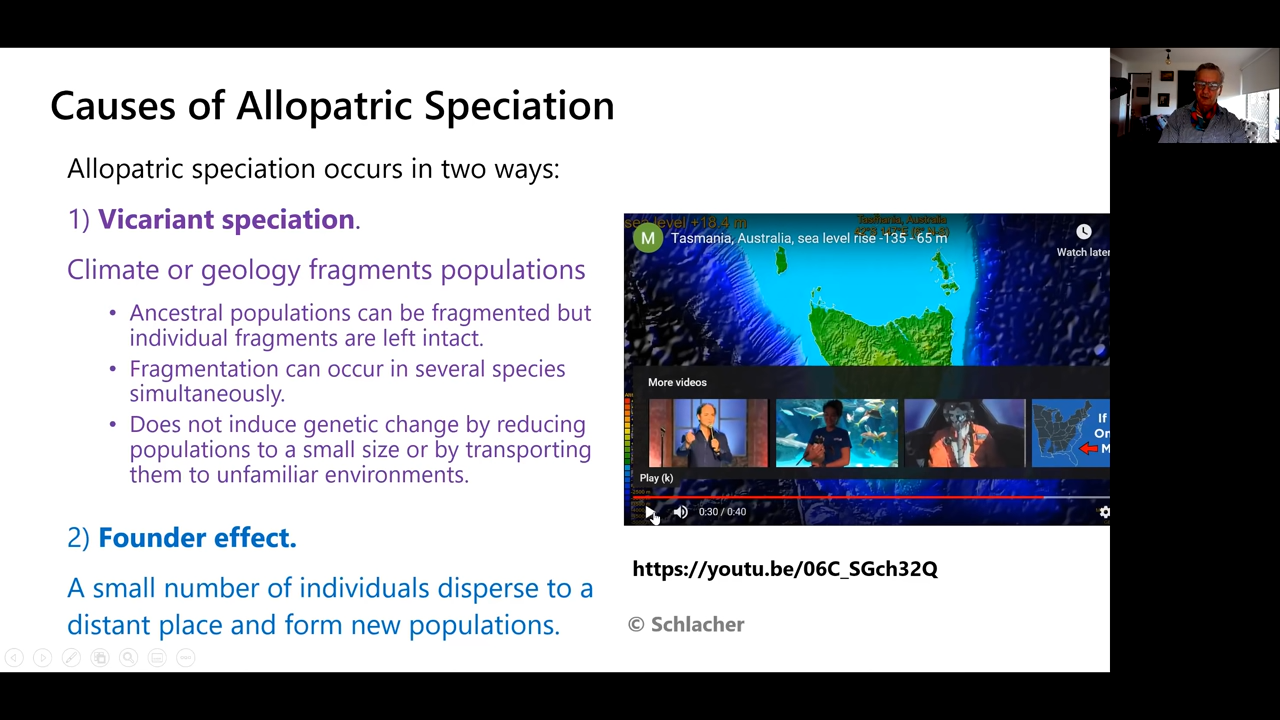 Causes of Allopatric Speciation
Allopatric speciation occurs in two ways:
1) Vicariant speciation.
Climate or geology fragments populations
• Ancestral populations can be fragmented but
individual fragments are left intact.
• Fragmentation can occur in several species
simultaneously.
• Does not induce genetic change by reducing
populations to a small size or by transporting
them to unfamiliar environments.
2) Founder effect.
A small number of individuals disperse to a
distant place and form new populations.
sea level +18.4 m
Tasmania, Australia
M
Tasmania, Australia, sea level rise -135 - 65 m
Watch later
More videos
If
On
M
Play (k)
0:30 / 0:40
https://youtu.be/06C_SGch32Q
© Schlacher